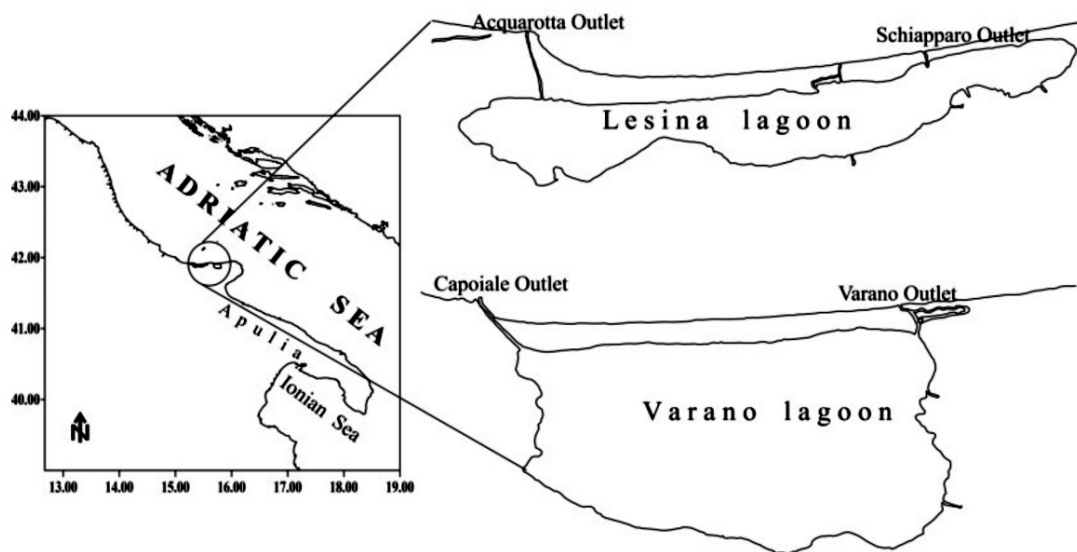 Acquarotta Outlet
Schiapparo Outlet
Lesina lagoon
44.00
43.00
42.00
41.00
40.00
ADRIATIC SEA
Apulia
Ionian Sea
N
13.00 14.00 15.00 16.00 17.00 18.00 19.00
Capoiale Outlet
Varano Outlet
Varano lagoon